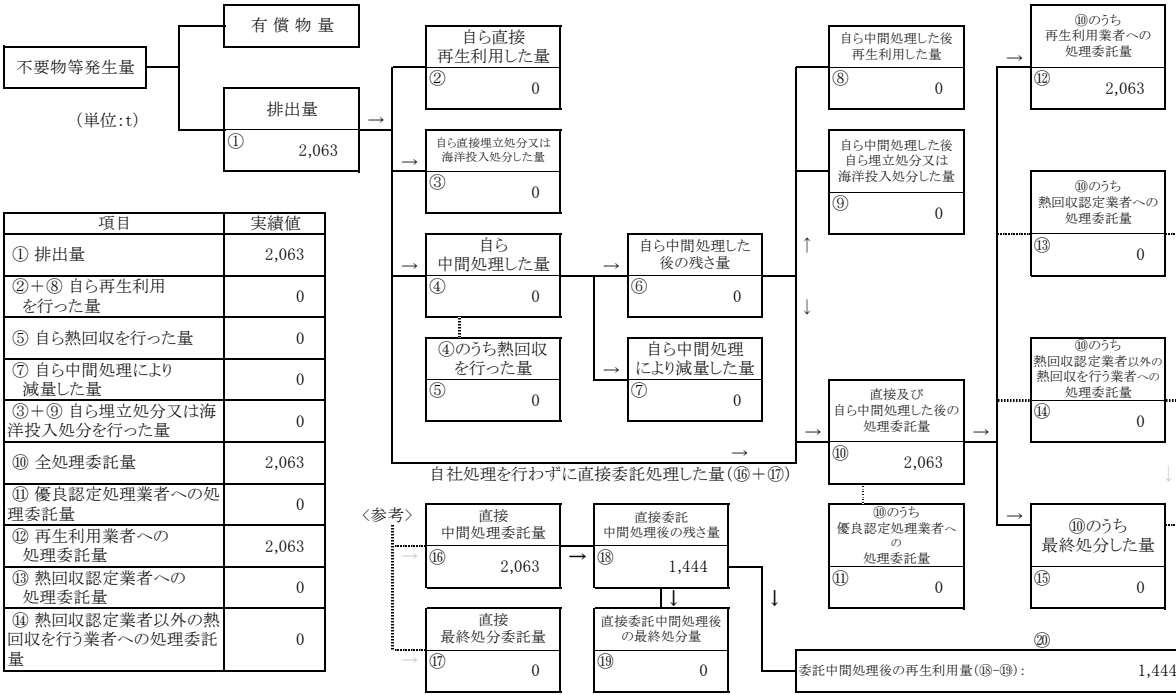 不要物等発生量
(単位:t)
有 償 物 量
排出量
①
2,063
→
自ら直接
再生利用した量
②
0
→
自ら直接埋立処分又は
海洋投入処分した量
③
0
→
自ら
中間処理した量
④
0
④のうち熱回収
を行った量
⑤
0
→
自ら中間処理した
後の残さ量
⑥
0
→
自ら中間処理
により減量した量
⑦
0
自ら中間処理した後
再生利用した量
⑧
0
自ら中間処理した後
自ら埋立処分又は
海洋投入処分した量
⑨
0
↑
↓
→
自社処理を行わずに直接委託処理した量(⑯+⑰)
→
直接及び
自ら中間処理した後の
処理委託量
⑩
2,063
⑩のうち
優良認定処理業者へ
の
処理委託量
⑪
0
→
→
⑩のうち
再生利用業者への
処理委託量
⑫
2,063
⑩のうち
熱回収認定業者への
処理委託量
⑬
0
⑩のうち
熱回収認定業者以外の
熱回収を行う業者への
処理委託量
⑭
0
↓
→
⑩のうち
最終処分した量
⑮
0
項目 実績値
① 排出量 2,063
②+⑧ 自ら再生利用
を行った量 0
⑤ 自ら熱回収を行った量 0
⑦ 自ら中間処理により
減量した量 0
③+⑨ 自ら埋立処分又は海
洋投入処分を行った量 0
⑩ 全処理委託量 2,063
⑪ 優良認定処理業者への処
理委託量 0
⑫ 再生利用業者への
処理委託量 2,063
⑬ 熱回収認定業者への
処理委託量 0
⑭ 熱回収認定業者以外の熱
回収を行う業者への処理委託
量 0
〈参考〉
→
直接
中間処理委託量
⑯
2,063
→
直接委託
中間処理後の残さ量
⑱
1,444
→
直接
最終処分委託量
⑰
0
↓
直接委託中間処理後
の最終処分量
⑲
0
↓
⑳
委託中間処理後の再生利用量(⑱-⑲): 1,444